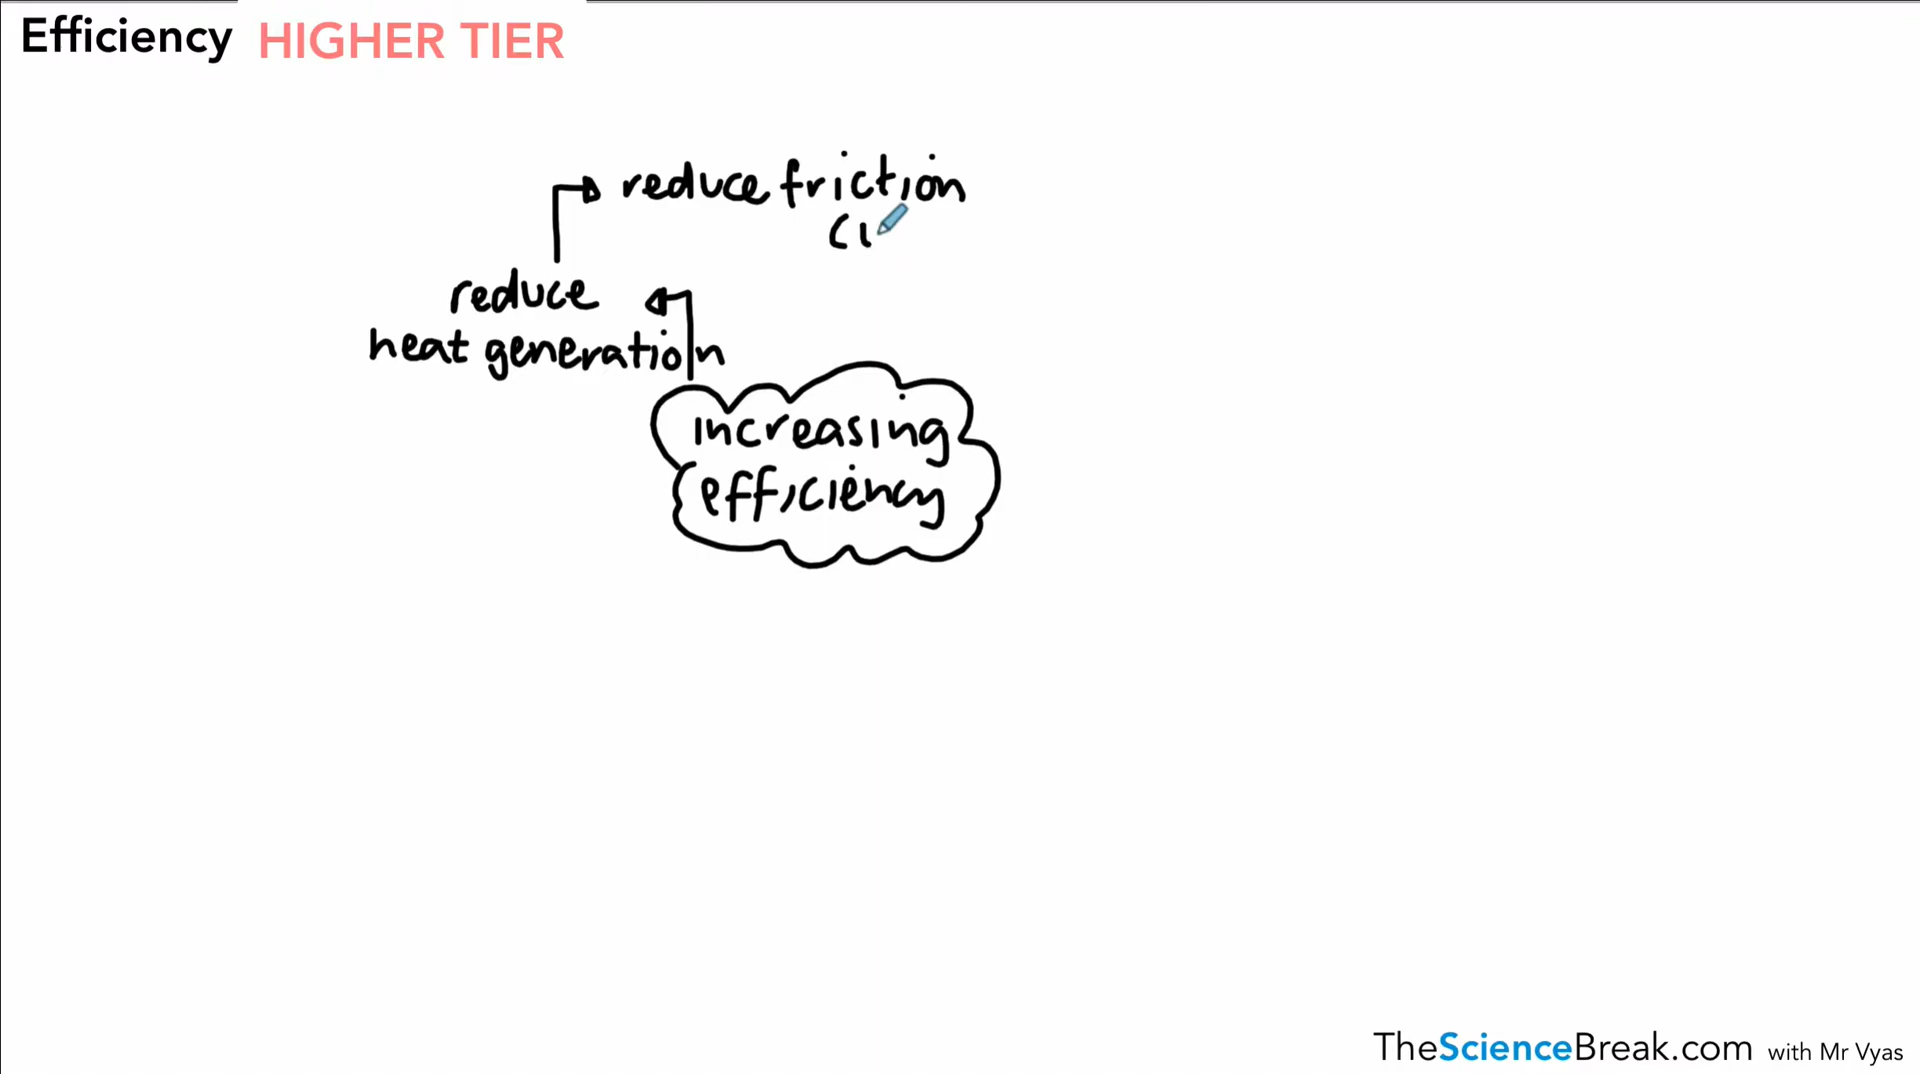 Efficiency HIGHER TIER
reduce friction
(l
reduce
heat generation
increasing
efficiency
TheScienceBreak.com with Mr Vyas